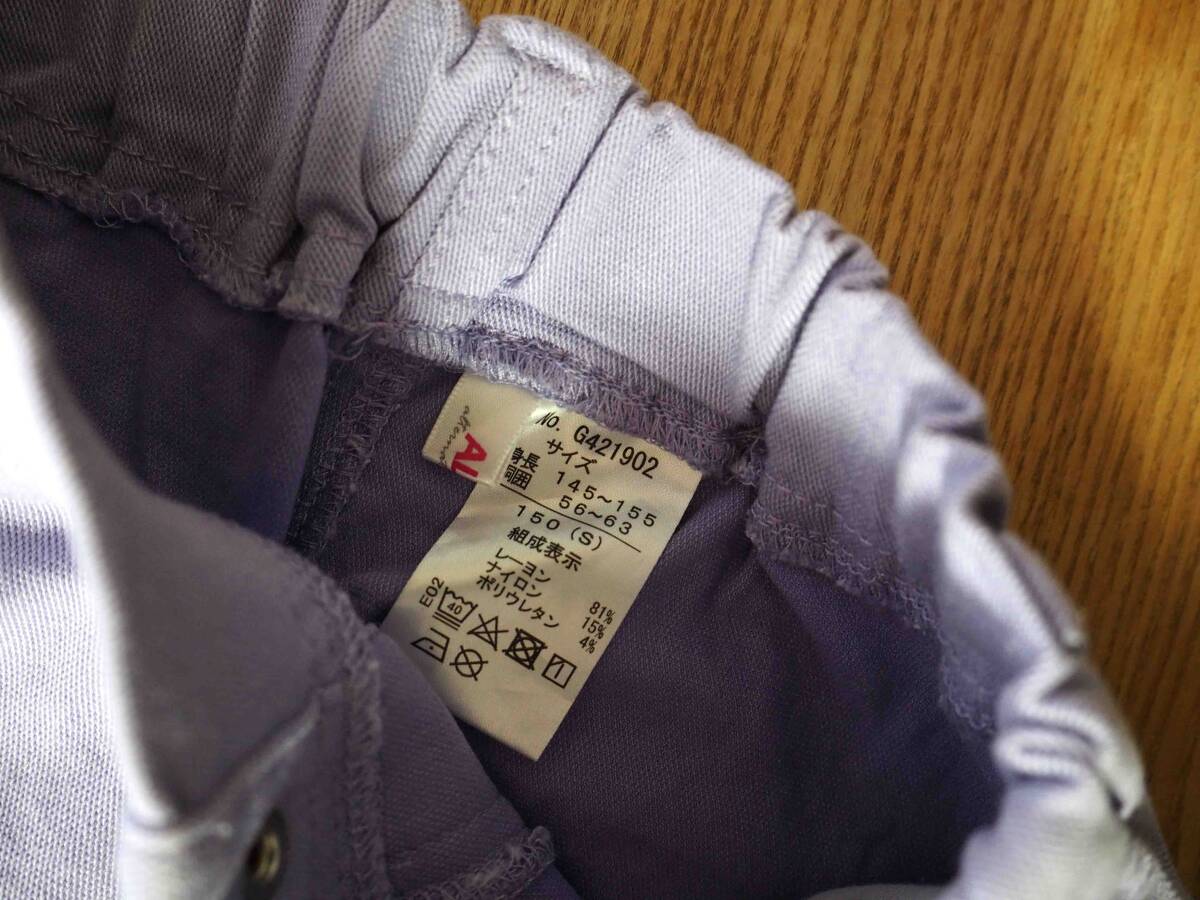 No. G421902
サイズ
身長 145~155
胴囲 56~63
150 (S)
組成表示
レーヨン 81%
ナイロン 15%
ポリウレタン 4%
E02
40